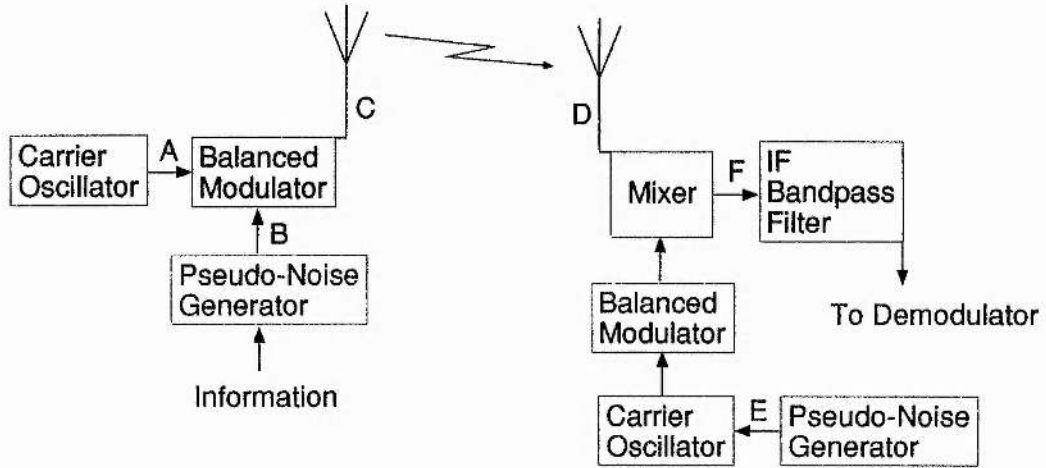 C
D
Carrier
Oscillator
A
Balanced
Modulator
B
Pseudo-Noise
Generator
Information
Mixer
F
IF
Bandpass
Filter
To Demodulator
Balanced
Modulator
Carrier
Oscillator
E
Pseudo-Noise
Generator